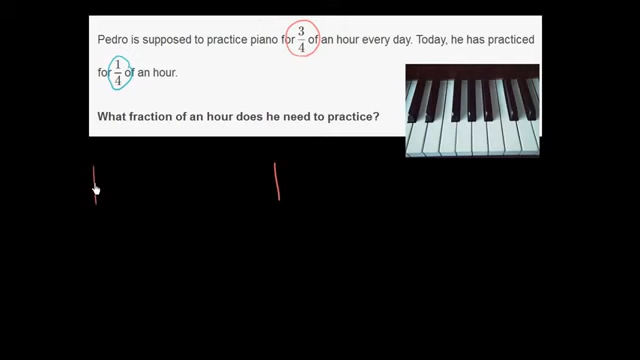 Pedro is supposed to practice piano for 3/4 of an hour every day. Today, he has practiced
for 1/4 of an hour.
What fraction of an hour does he need to practice?